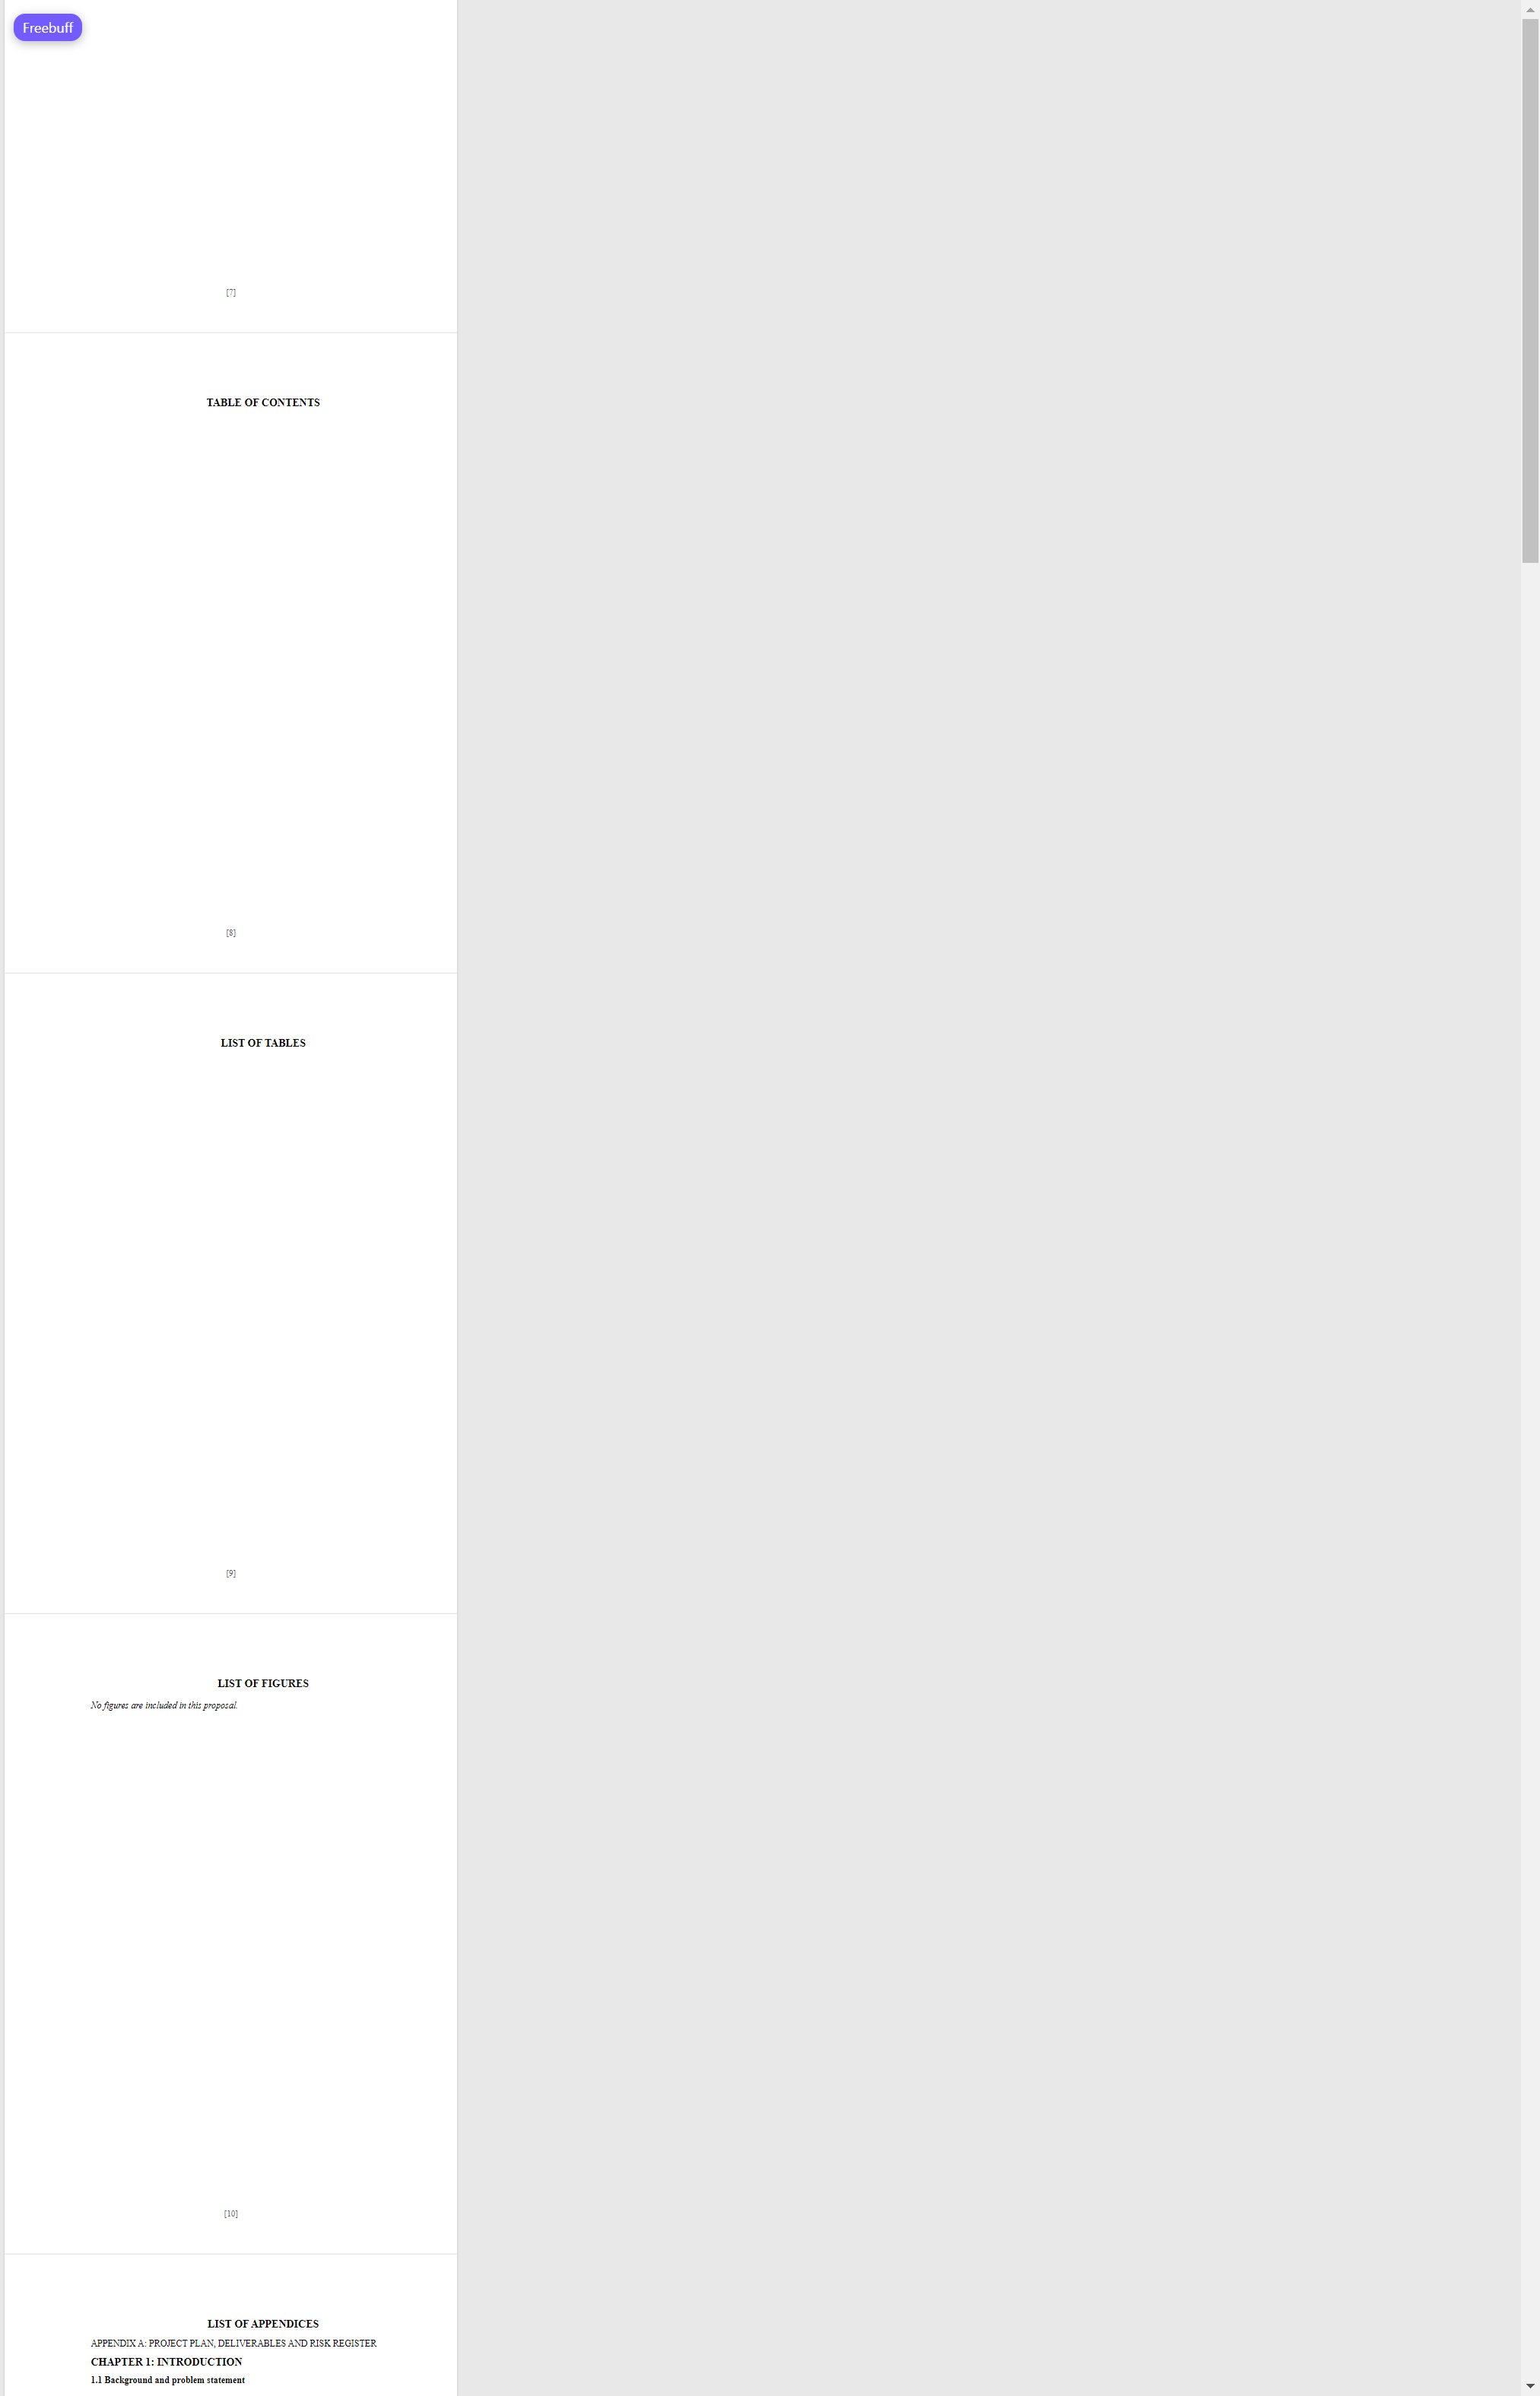 Freebuff
[7]
TABLE OF CONTENTS
[8]
LIST OF TABLES
[9]
LIST OF FIGURES
No figures are included in this proposal.
[10]
LIST OF APPENDICES
APPENDIX A: PROJECT PLAN, DELIVERABLES AND RISK REGISTER
CHAPTER 1: INTRODUCTION
1.1 Background and problem statement